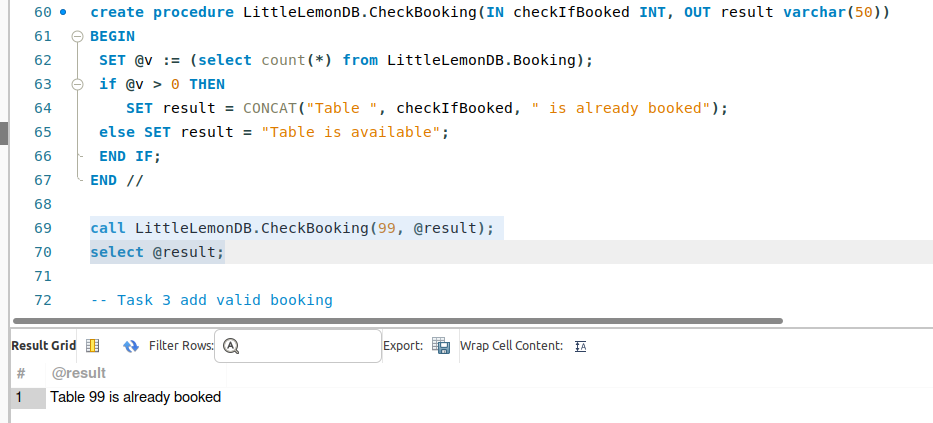 60 create procedure LittleLemonDB.CheckBooking(IN checkIfBooked INT, OUT result varchar(50))
61 BEGIN
62 SET @v := (select count(*) from LittleLemonDB.Booking);
63 if @v > 0 THEN
64 SET result = CONCAT("Table ", checkIfBooked, " is already booked");
65 else SET result = "Table is available";
66 END IF;
67 END //
68
69 call LittleLemonDB.CheckBooking(99, @result);
70 select @result;
71
72 -- Task 3 add valid booking
Result Grid Filter Rows: Export: Wrap Cell Content:
# @result
1 Table 99 is already booked